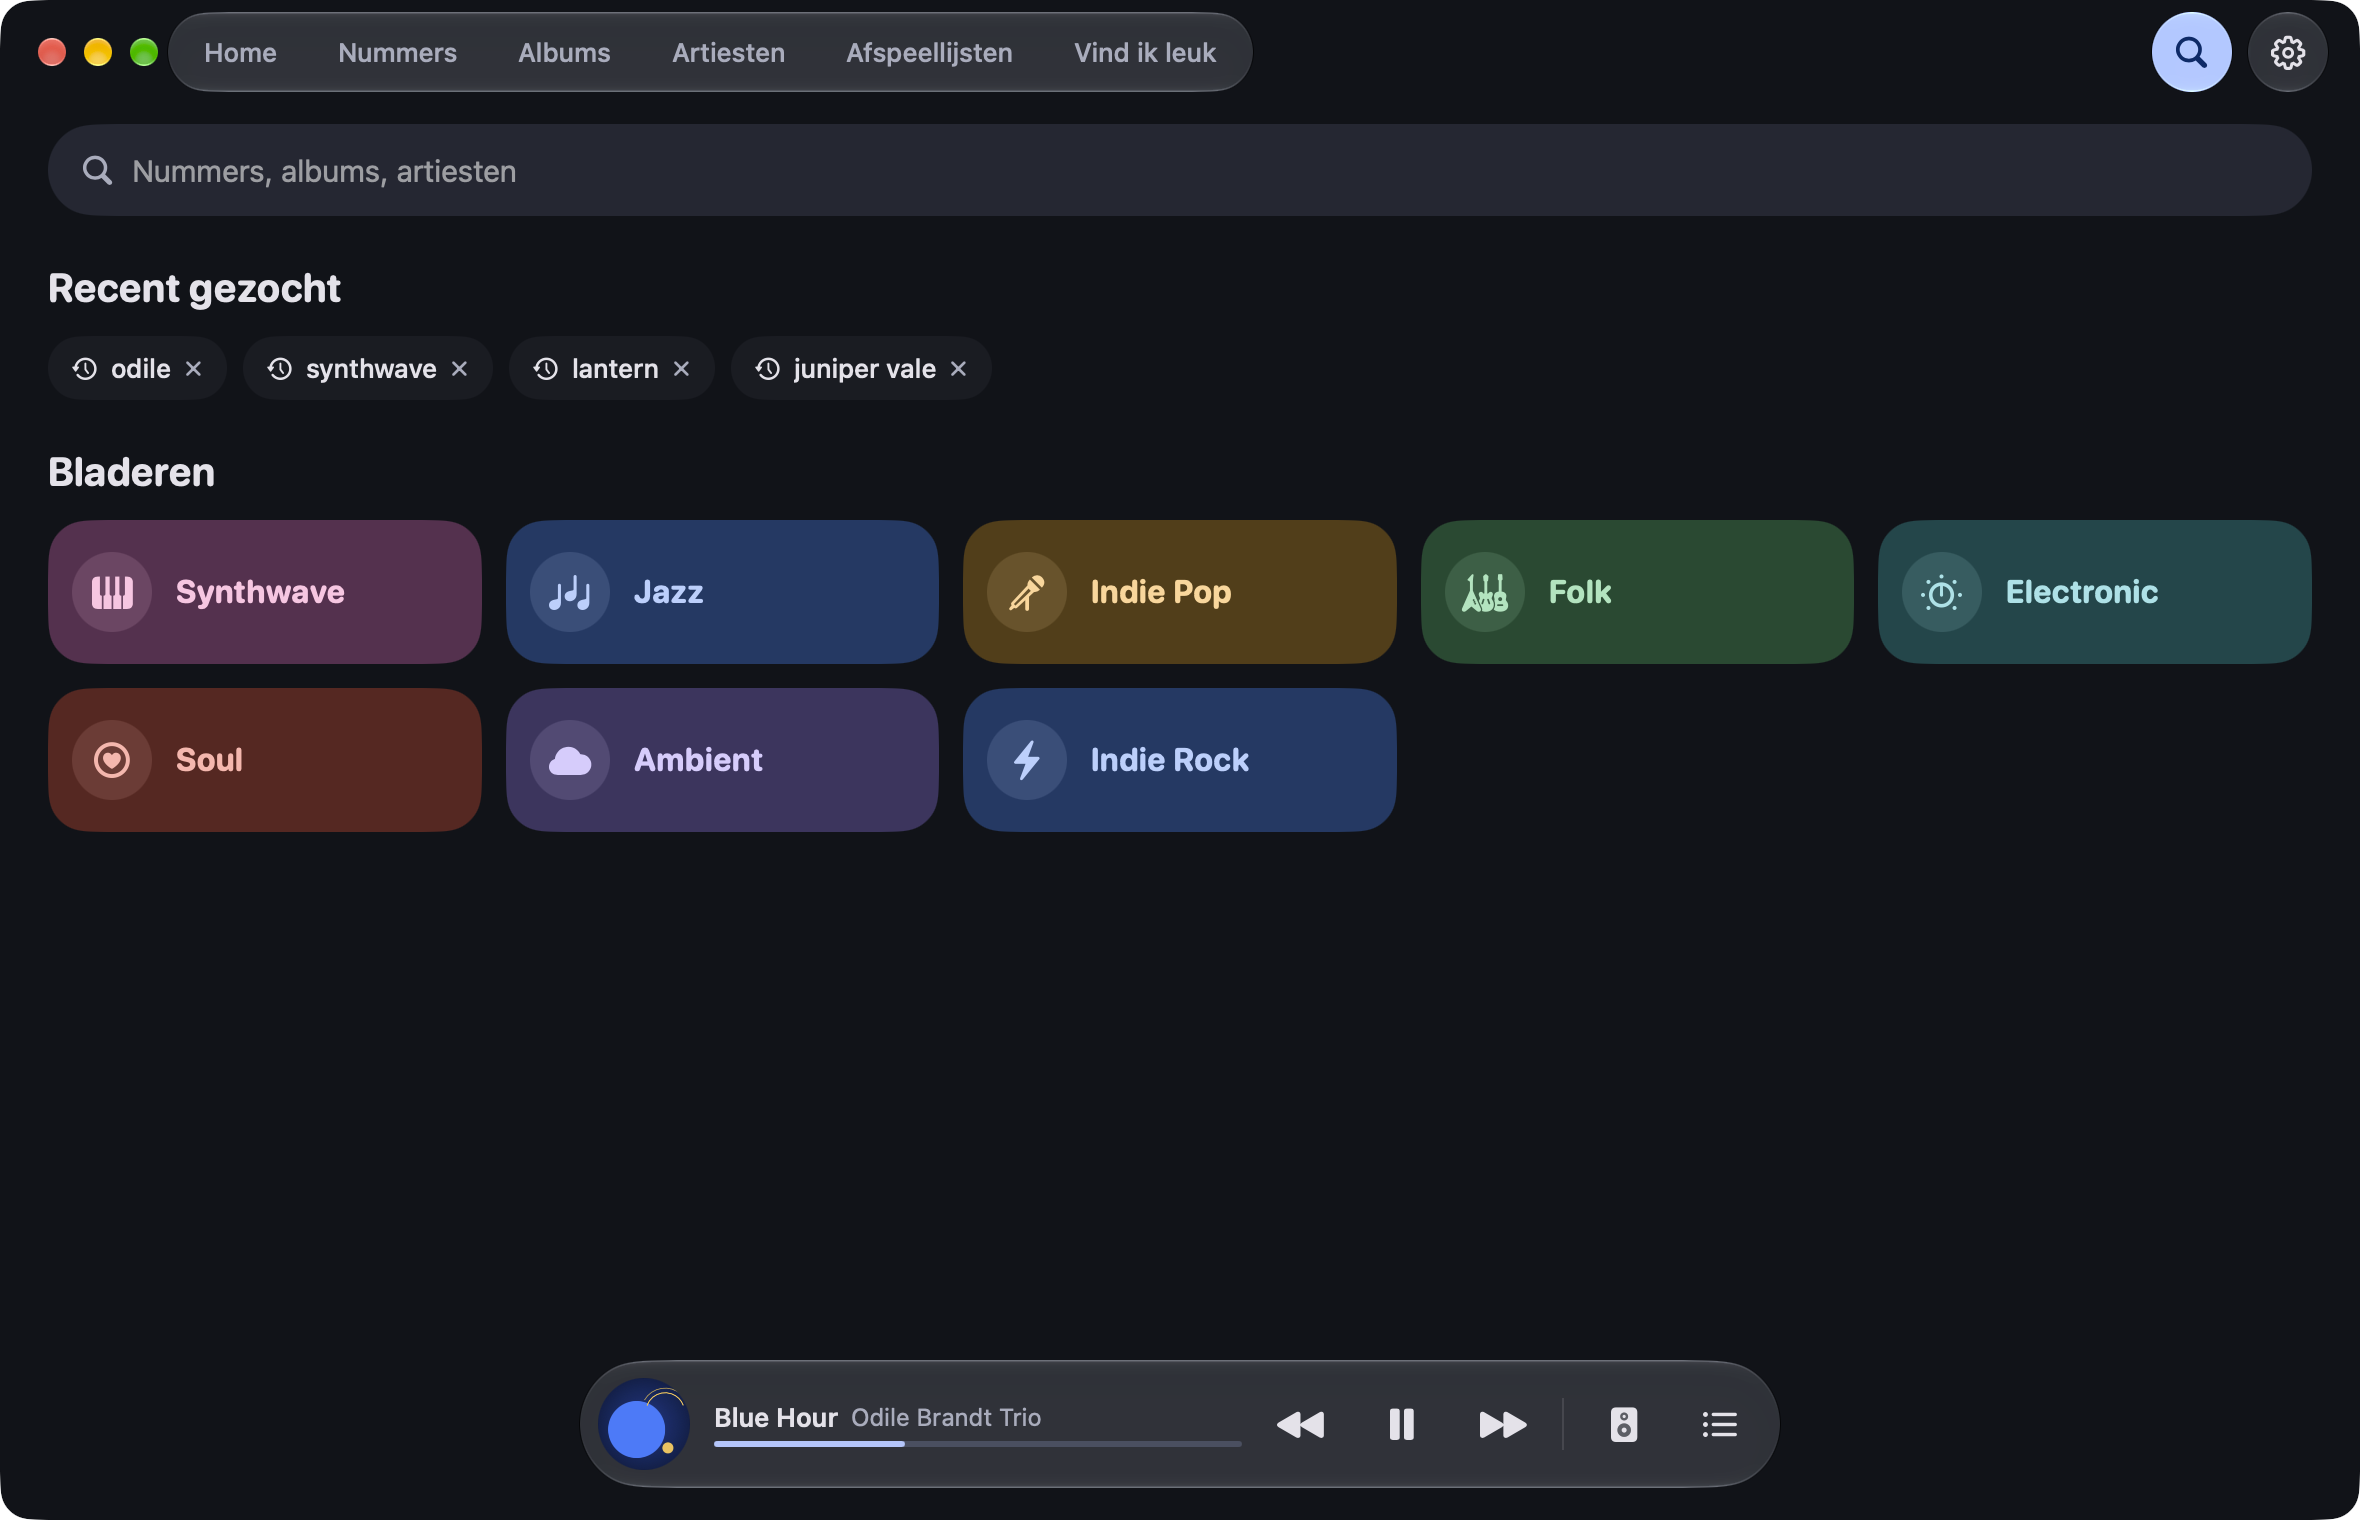 Home Nummers Albums Artiesten Afspeellijsten Vind ik leuk
Nummers, albums, artiesten
Recent gezocht
odile synthwave lantern juniper vale
Bladeren
Synthwave Jazz Indie Pop Folk Electronic
Soul Ambient Indie Rock
Blue Hour Odile Brandt Trio